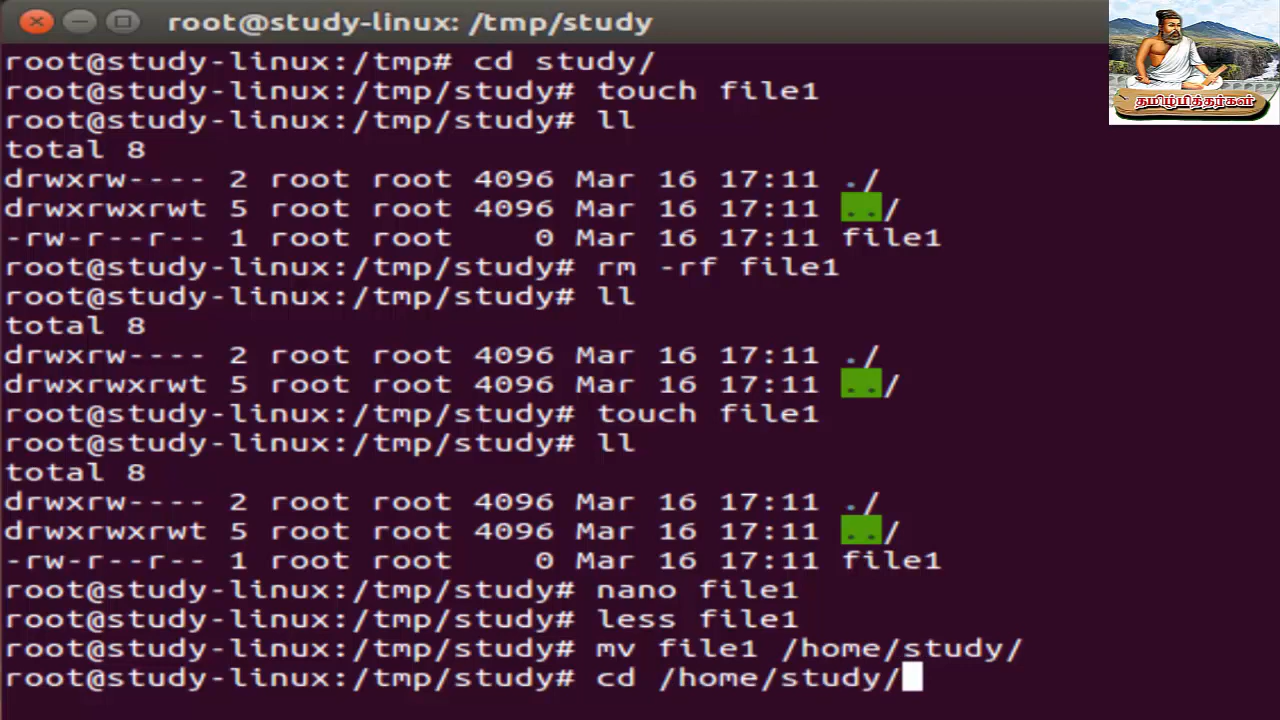 root@study-linux: /tmp/study
root@study-linux:/tmp# cd study/
root@study-linux:/tmp/study# touch file1
root@study-linux:/tmp/study# ll
total 8
drwxrw---- 2 root root 4096 Mar 16 17:11 ./
drwxrwxrwt 5 root root 4096 Mar 16 17:11 ../
-rw-r--r-- 1 root root    0 Mar 16 17:11 file1
root@study-linux:/tmp/study# rm -rf file1
root@study-linux:/tmp/study# ll
total 8
drwxrw---- 2 root root 4096 Mar 16 17:11 ./
drwxrwxrwt 5 root root 4096 Mar 16 17:11 ../
root@study-linux:/tmp/study# touch file1
root@study-linux:/tmp/study# ll
total 8
drwxrw---- 2 root root 4096 Mar 16 17:11 ./
drwxrwxrwt 5 root root 4096 Mar 16 17:11 ../
-rw-r--r-- 1 root root    0 Mar 16 17:11 file1
root@study-linux:/tmp/study# nano file1
root@study-linux:/tmp/study# less file1
root@study-linux:/tmp/study# mv file1 /home/study/
root@study-linux:/tmp/study# cd /home/study/
தமிழ்பித்தர்கள்